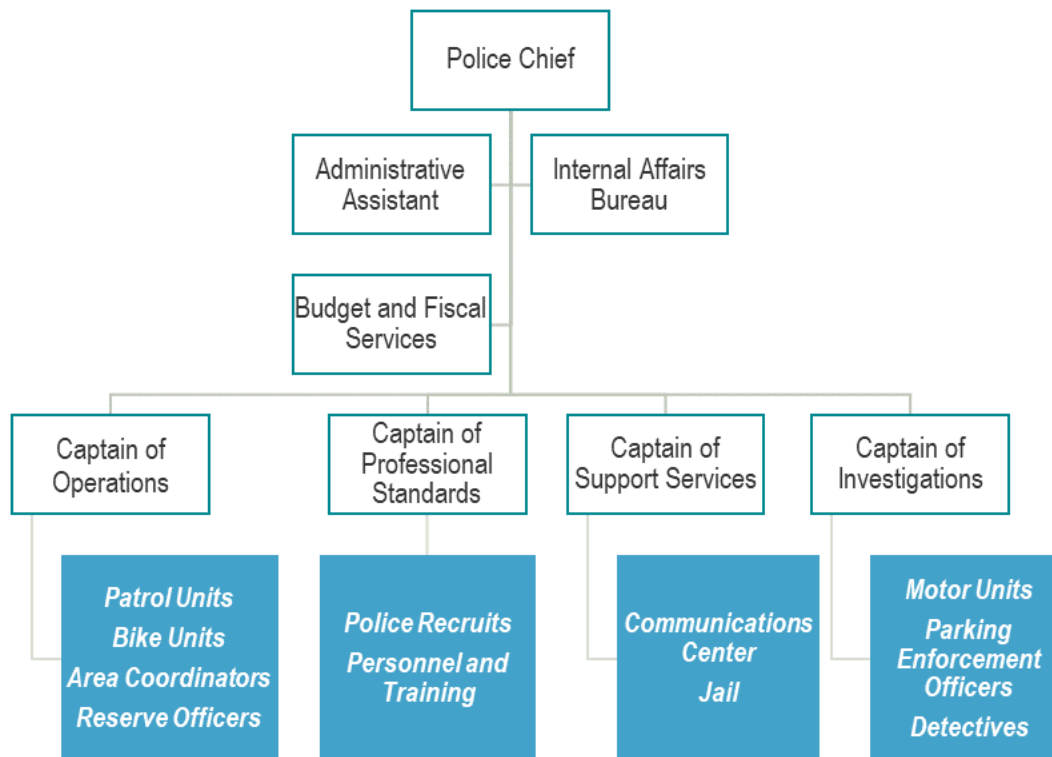 Police Chief
Administrative
Assistant
Internal Affairs
Bureau
Budget and Fiscal
Services
Captain of
Operations
Captain of
Professional
Standards
Captain of
Support Services
Captain of
Investigations
Patrol Units
Bike Units
Area Coordinators
Reserve Officers
Police Recruits
Personnel and
Training
Communications
Center
Jail
Motor Units
Parking
Enforcement
Officers
Detectives